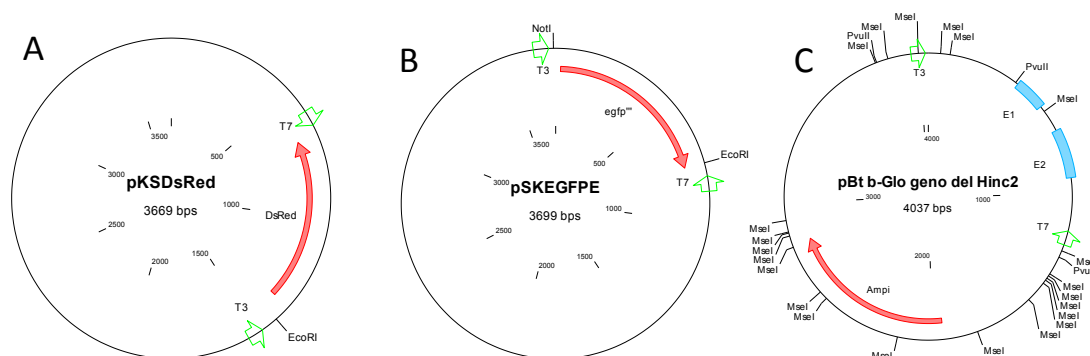 A
T7
3500
500
3000
pKSDsRed
3669 bps
1000
DsRed
2500
1500
2000
T3
EcoRI
B
NotI
T3
egfp
3500
500
EcoRI
3000
pSKEGFPE
T7
3699 bps
1000
2500
1500
2000
C
MseI
MseI
MseI
PvuII
MseI
MseI
T3
PvuII
MseI
E1
4000
E2
pBt b-Glo geno del Hinc2
3000
1000
4037 bps
T7
MseI
MseI
MseI
MseI
MseI
2000
Ampi
MseI
MseI
MseI
MseI
MseI
MseI
MseI
MseI
MseI